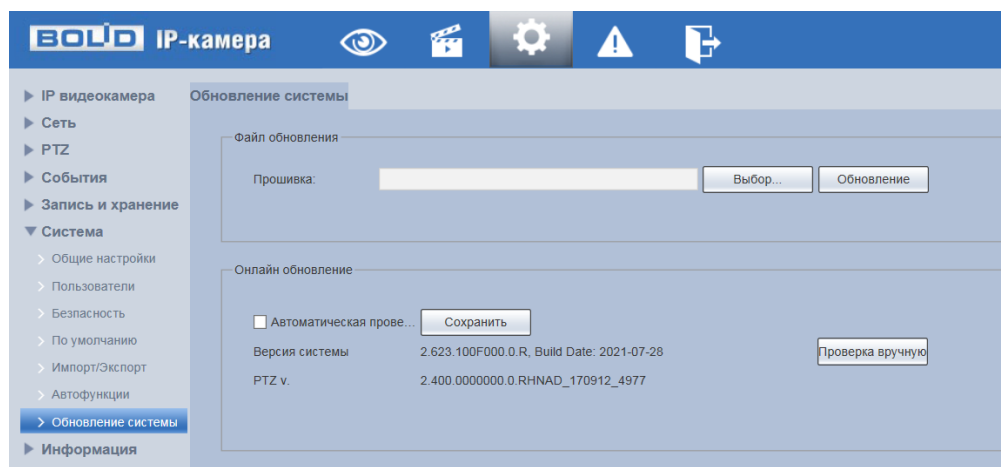 BOLID IP-камера
IP видеокамера
Сеть
PTZ
События
Запись и хранение
Система
Общие настройки
Пользователи
Безпасность
По умолчанию
Импорт/Экспорт
Автофункции
Обновление системы
Информация
Обновление системы
Файл обновления
Прошивка: Выбор... Обновление
Онлайн обновление
Автоматическая прове... Сохранить
Версия системы 2.623.100F000.0.R, Build Date: 2021-07-28 Проверка вручную
PTZ v. 2.400.0000000.0.RHNAD_170912_4977